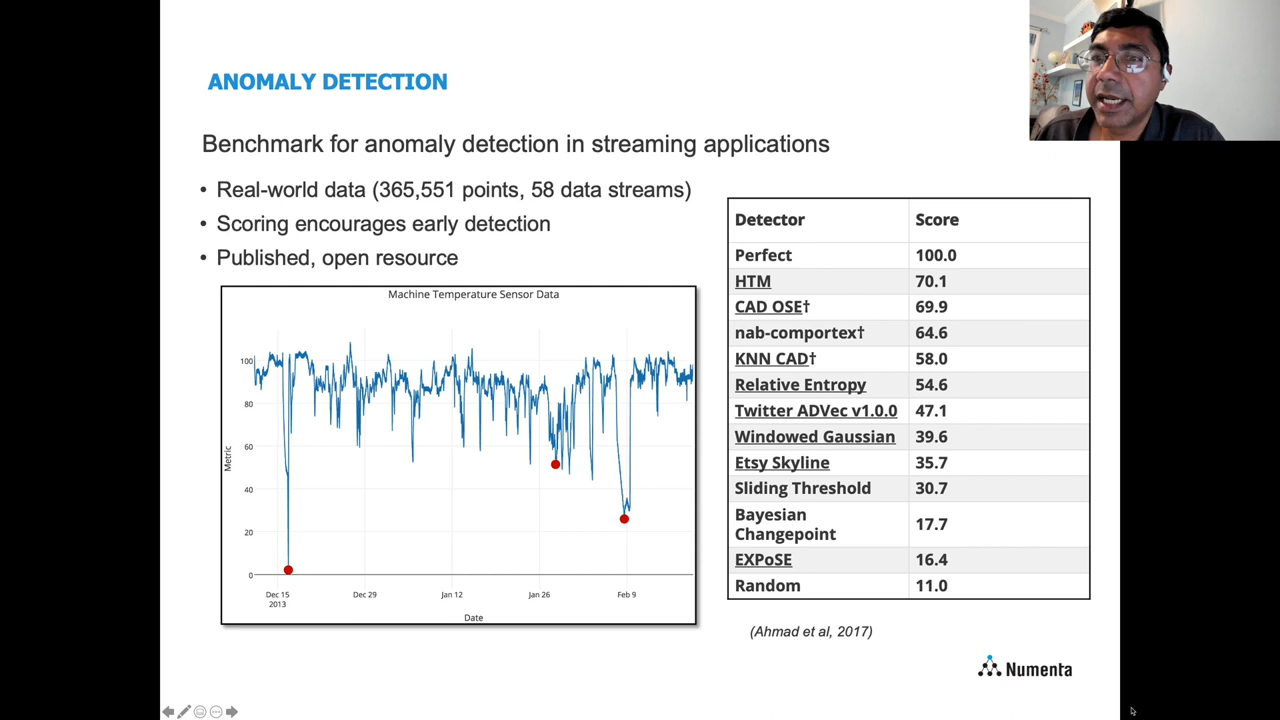 ANOMALY DETECTION
Benchmark for anomaly detection in streaming applications
• Real-world data (365,551 points, 58 data streams)
• Scoring encourages early detection
• Published, open resource
Machine Temperature Sensor Data
100
80
60
40
20
0
Metric
Dec 15
2013
Dec 29
Jan 12
Jan 26
Feb 9
Date
Detector Score
Perfect 100.0
HTM 70.1
CAD OSE† 69.9
nab-comportex† 64.6
KNN CAD† 58.0
Relative Entropy 54.6
Twitter ADVec v1.0.0 47.1
Windowed Gaussian 39.6
Etsy Skyline 35.7
Sliding Threshold 30.7
Bayesian
Changepoint 17.7
EXPoSE 16.4
Random 11.0
(Ahmad et al, 2017)
Numenta